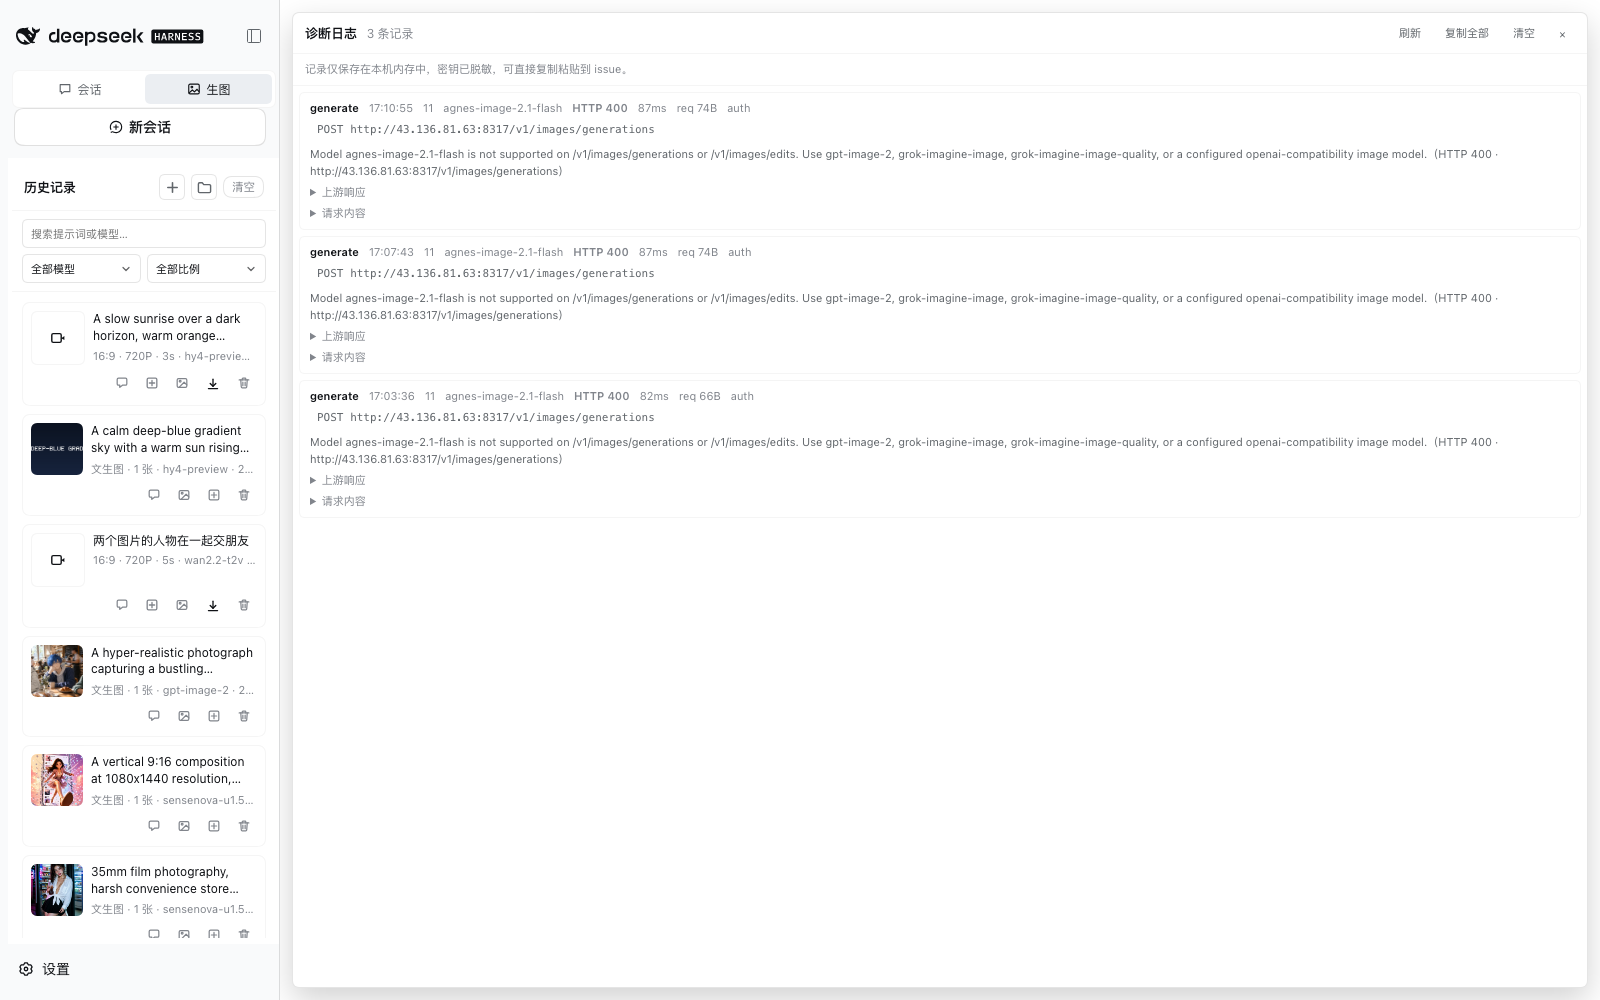 deepseek HARNESS
会话
生图
新会话
历史记录
清空
搜索提示词或模型...
全部模型
全部比例
A slow sunrise over a dark
horizon, warm orange...
16:9 · 720P · 3s · hy4-previe...
DEEP-BLUE GRAD
A calm deep-blue gradient
sky with a warm sun rising...
文生图 · 1 张 · hy4-preview · 2...
两个图片的人物在一起交朋友
16:9 · 720P · 5s · wan2.2-t2v ...
A hyper-realistic photograph
capturing a bustling...
文生图 · 1 张 · gpt-image-2 · 2...
A vertical 9:16 composition
at 1080x1440 resolution,...
文生图 · 1 张 · sensenova-u1.5...
35mm film photography,
harsh convenience store...
文生图 · 1 张 · sensenova-u1.5...
设置
诊断日志 3 条记录
刷新 复制全部 清空 ×
记录仅保存在本机内存中，密钥已脱敏，可直接复制粘贴到 issue。
generate 17:10:55 11 agnes-image-2.1-flash HTTP 400 87ms req 74B auth
POST http://43.136.81.63:8317/v1/images/generations
Model agnes-image-2.1-flash is not supported on /v1/images/generations or /v1/images/edits. Use gpt-image-2, grok-imagine-image, grok-imagine-image-quality, or a configured openai-compatibility image model.（HTTP 400 ·
http://43.136.81.63:8317/v1/images/generations)
上游响应
请求内容
generate 17:07:43 11 agnes-image-2.1-flash HTTP 400 87ms req 74B auth
POST http://43.136.81.63:8317/v1/images/generations
Model agnes-image-2.1-flash is not supported on /v1/images/generations or /v1/images/edits. Use gpt-image-2, grok-imagine-image, grok-imagine-image-quality, or a configured openai-compatibility image model.（HTTP 400 ·
http://43.136.81.63:8317/v1/images/generations)
上游响应
请求内容
generate 17:03:36 11 agnes-image-2.1-flash HTTP 400 82ms req 66B auth
POST http://43.136.81.63:8317/v1/images/generations
Model agnes-image-2.1-flash is not supported on /v1/images/generations or /v1/images/edits. Use gpt-image-2, grok-imagine-image, grok-imagine-image-quality, or a configured openai-compatibility image model.（HTTP 400 ·
http://43.136.81.63:8317/v1/images/generations)
上游响应
请求内容